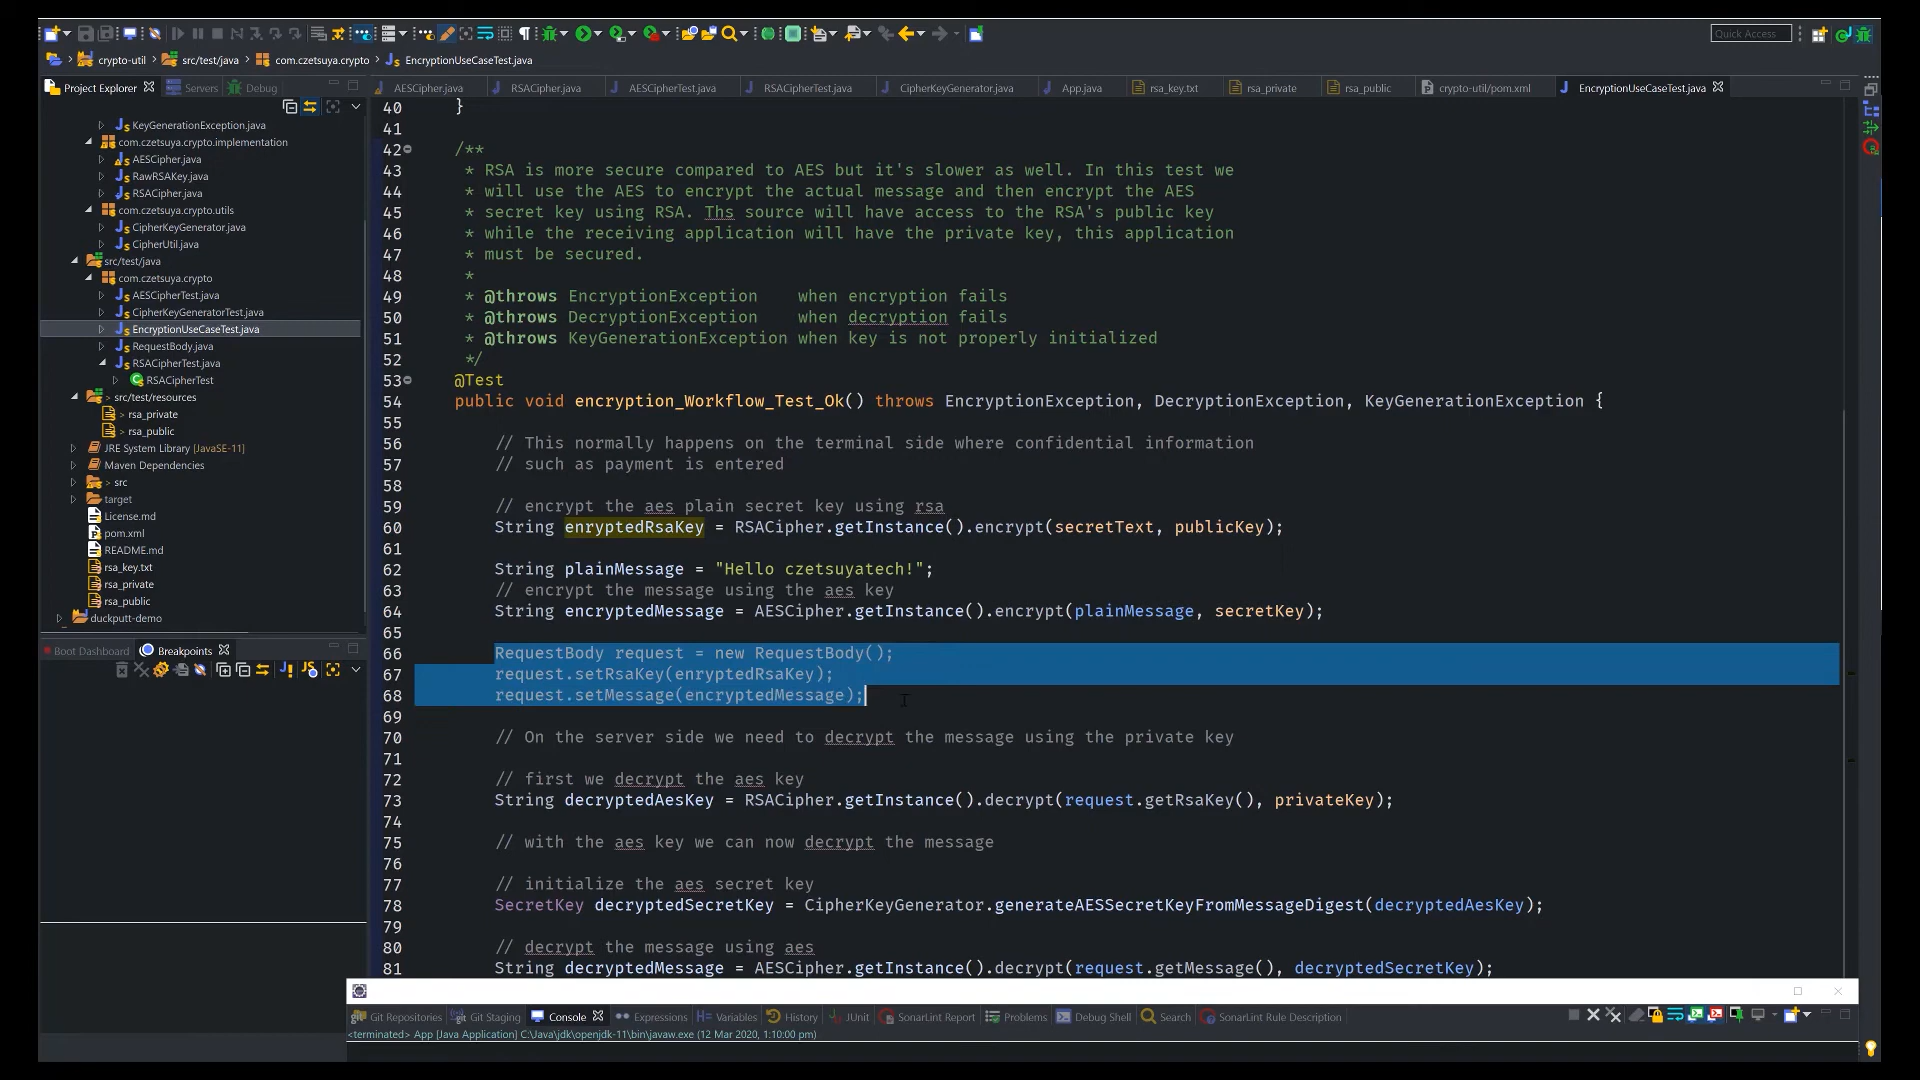 Quick Access
crypto-util
src/test/java
com.czetsuya.crypto
EncryptionUseCaseTest.java
Project Explorer
Servers
Debug
AESCipher.java
RSACipher.java
AESCipherTest.java
RSACipherTest.java
CipherKeyGenerator.java
App.java
rsa_key.txt
rsa_private
rsa_public
crypto-util/pom.xml
EncryptionUseCaseTest.java
KeyGenerationException.java
com.czetsuya.crypto.implementation
AESCipher.java
RawRSAKey.java
RSACipher.java
com.czetsuya.crypto.utils
CipherKeyGenerator.java
CipherUtil.java
src/test/java
com.czetsuya.crypto
AESCipherTest.java
CipherKeyGeneratorTest.java
EncryptionUseCaseTest.java
RequestBody.java
RSACipherTest.java
RSACipherTest
> src/test/resources
> rsa_private
> rsa_public
JRE System Library [JavaSE-11]
Maven Dependencies
> src
target
License.md
pom.xml
README.md
rsa_key.txt
rsa_private
rsa_public
duckputt-demo
Boot Dashboard
Breakpoints
40 }
41
42 /**
43 * RSA is more secure compared to AES but it's slower as well. In this test we
44 * will use the AES to encrypt the actual message and then encrypt the AES
45 * secret key using RSA. Ths source will have access to the RSA's public key
46 * while the receiving application will have the private key, this application
47 * must be secured.
48 *
49 * @throws EncryptionException when encryption fails
50 * @throws DecryptionException when decryption fails
51 * @throws KeyGenerationException when key is not properly initialized
52 */
53 @Test
54 public void encryption_Workflow_Test_Ok() throws EncryptionException, DecryptionException, KeyGenerationException {
55
56 // This normally happens on the terminal side where confidential information
57 // such as payment is entered
58
59 // encrypt the aes plain secret key using rsa
60 String enryptedRsaKey = RSACipher.getInstance().encrypt(secretText, publicKey);
61
62 String plainMessage = "Hello czetsuyatech!";
63 // encrypt the message using the aes key
64 String encryptedMessage = AESCipher.getInstance().encrypt(plainMessage, secretKey);
65
66 RequestBody request = new RequestBody();
67 request.setRsaKey(enryptedRsaKey);
68 request.setMessage(encryptedMessage);
69
70 // On the server side we need to decrypt the message using the private key
71
72 // first we decrypt the aes key
73 String decryptedAesKey = RSACipher.getInstance().decrypt(request.getRsaKey(), privateKey);
74
75 // with the aes key we can now decrypt the message
76
77 // initialize the aes secret key
78 SecretKey decryptedSecretKey = CipherKeyGenerator.generateAESSecretKeyFromMessageDigest(decryptedAesKey);
79
80 // decrypt the message using aes
81 String decryptedMessage = AESCipher.getInstance().decrypt(request.getMessage(), decryptedSecretKey);
Git Repositories
Git Staging
Console
Expressions
Variables
History
JUnit
SonarLint Report
Problems
Debug Shell
Search
SonarLint Rule Description
<terminated> App [Java Application] C:\Java\jdk\openjdk-11\bin\javaw.exe (12 Mar 2020, 1:10:00 pm)